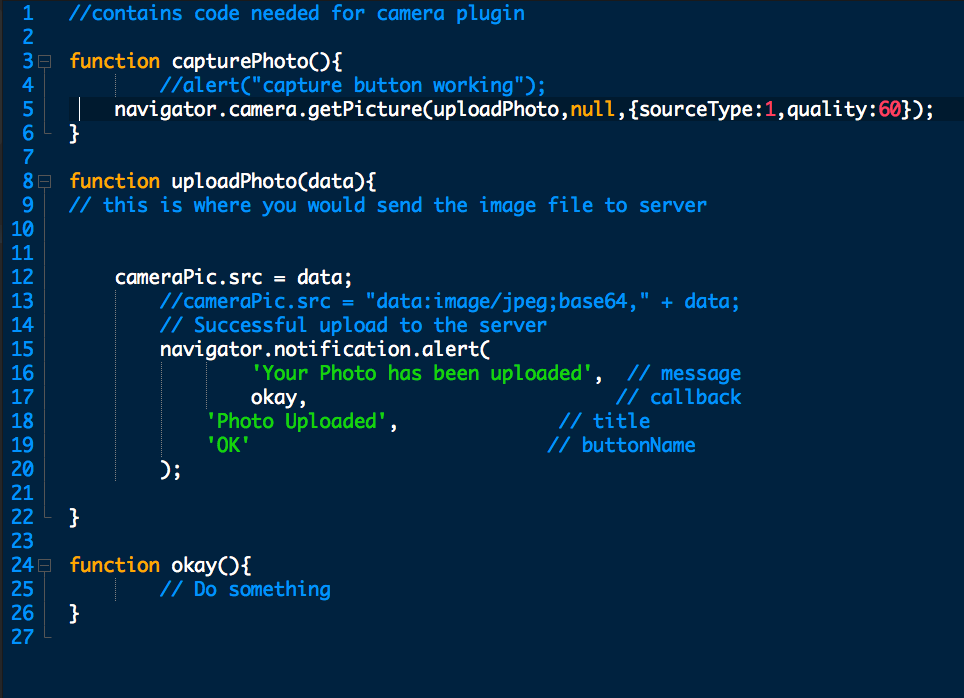 1 //contains code needed for camera plugin
2
3 function capturePhoto(){
4 //alert("capture button working");
5 navigator.camera.getPicture(uploadPhoto,null,{sourceType:1,quality:60});
6 }
7
8 function uploadPhoto(data){
9 // this is where you would send the image file to server
10
11
12 cameraPic.src = data;
13 //cameraPic.src = "data:image/jpeg;base64," + data;
14 // Successful upload to the server
15 navigator.notification.alert(
16 'Your Photo has been uploaded', // message
17 okay, // callback
18 'Photo Uploaded', // title
19 'OK' // buttonName
20 );
21
22 }
23
24 function okay(){
25 // Do something
26 }
27